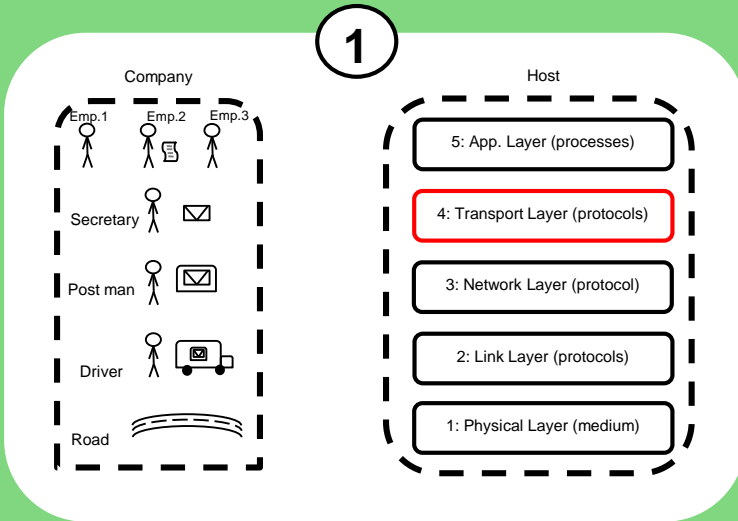 1
Company
Emp.1 Emp.2 Emp.3
Secretary
Post man
Driver
Road
Host
5: App. Layer (processes)
4: Transport Layer (protocols)
3: Network Layer (protocol)
2: Link Layer (protocols)
1: Physical Layer (medium)